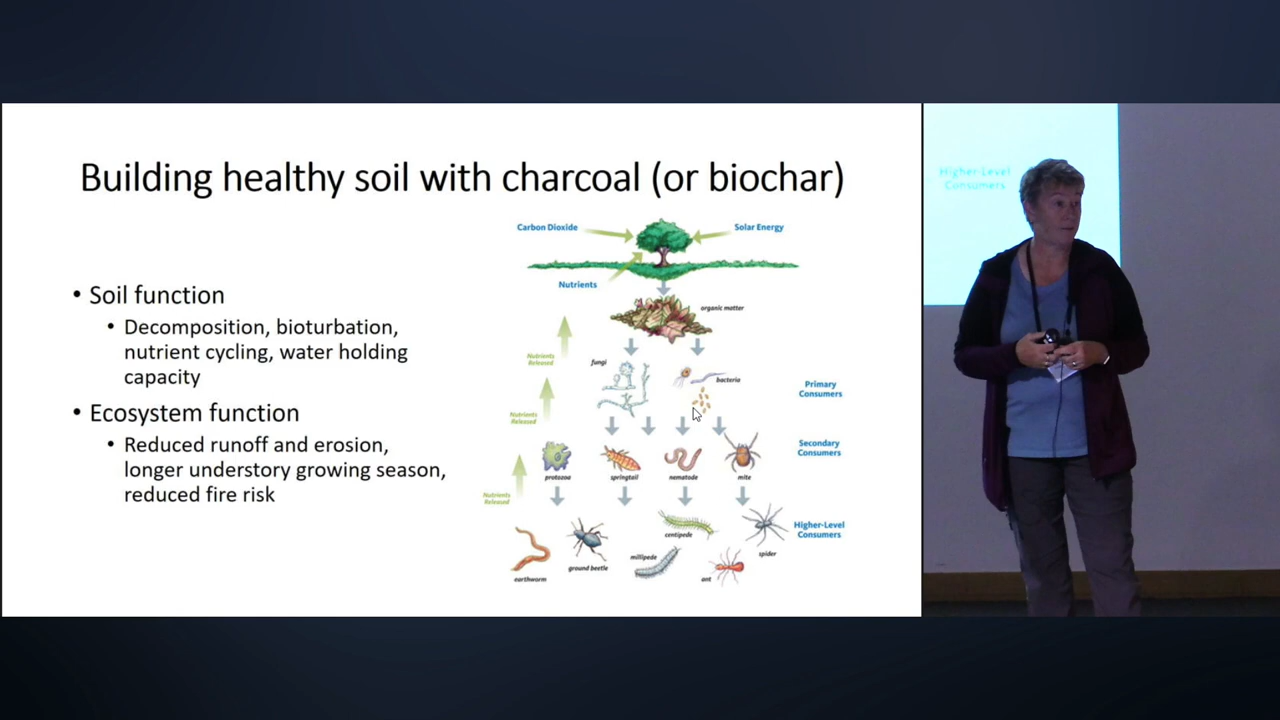 Building healthy soil with charcoal (or biochar)
• Soil function
• Decomposition, bioturbation,
nutrient cycling, water holding
capacity
• Ecosystem function
• Reduced runoff and erosion,
longer understory growing season,
reduced fire risk
Carbon Dioxide
Solar Energy
Nutrients
organic matter
Nutrients
Released
fungi
bacteria
Primary
Consumers
Nutrients
Released
Secondary
Consumers
protozoa
springtail
nematode
mite
Nutrients
Released
Higher-Level
Consumers
centipede
spider
ground beetle
millipede
earthworm
ant
Higher-Level
Consumers